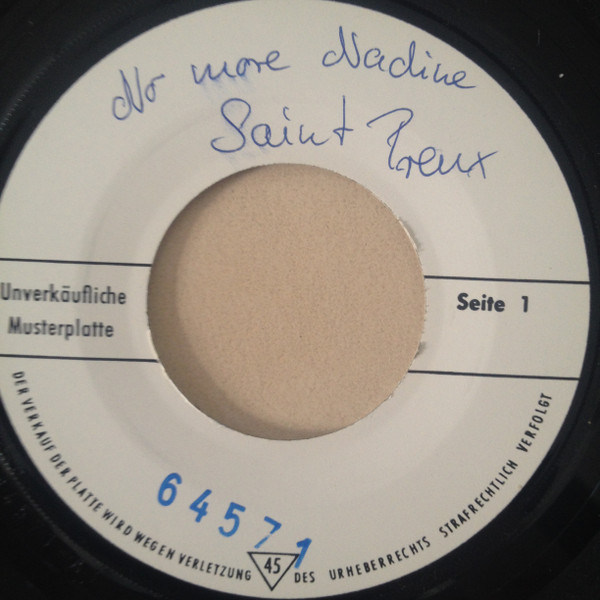 No more Nadine
Saint Preux
Unverkäufliche
Musterplatte
Seite 1
64571
45
DER VERKAUF DER PLATTE WIRD WEGEN VERLETZUNG DES URHEBERRECHTS STRAFRECHTLICH VERFOLGT